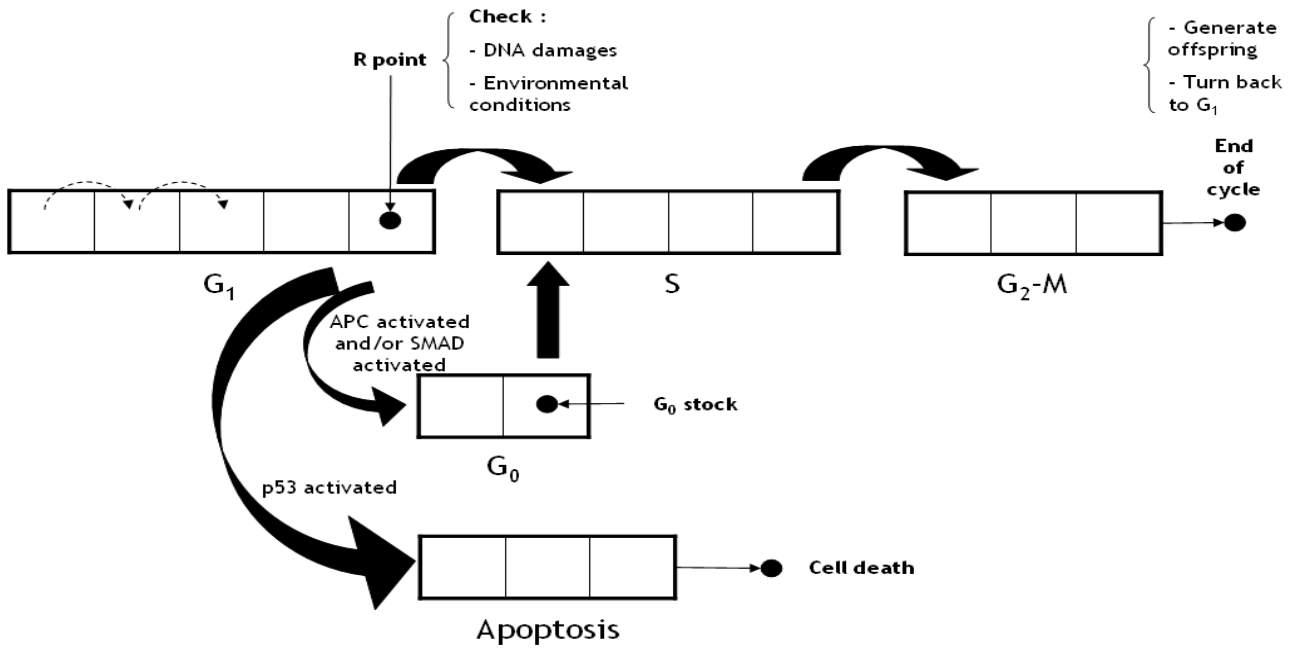 Check :
- DNA damages
- Environmental
conditions
R point
- Generate
offspring
- Turn back
to G₁
End
of
cycle
G₁
S
G₂-M
APC activated
and/or SMAD
activated
G₀ stock
G₀
p53 activated
Cell death
Apoptosis